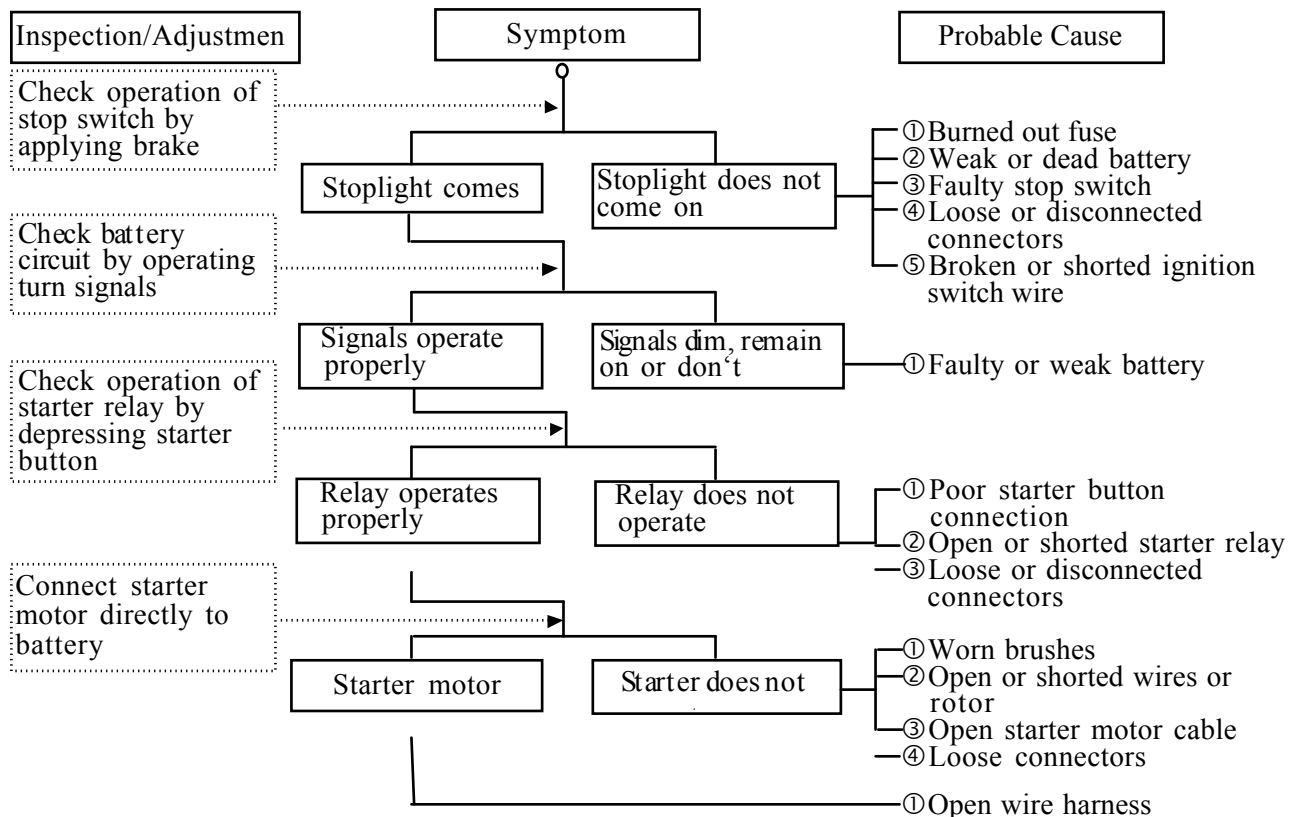 Inspection/Adjustmen
Symptom
Probable Cause
Check operation of
stop switch by
applying brake
Stoplight comes
Stoplight does not
come on
①Burned out fuse
②Weak or dead battery
③Faulty stop switch
④Loose or disconnected
connectors
⑤Broken or shorted ignition
switch wire
Check battery
circuit by operating
turn signals
Signals operate
properly
Signals dim, remain
on or don‘t
①Faulty or weak battery
Check operation of
starter relay by
depressing starter
button
Relay operates
properly
Relay does not
operate
①Poor starter button
connection
②Open or shorted starter relay
③Loose or disconnected
connectors
Connect starter
motor directly to
battery
Starter motor
Starter does not
①Worn brushes
②Open or shorted wires or
rotor
③Open starter motor cable
④Loose connectors
①Open wire harness